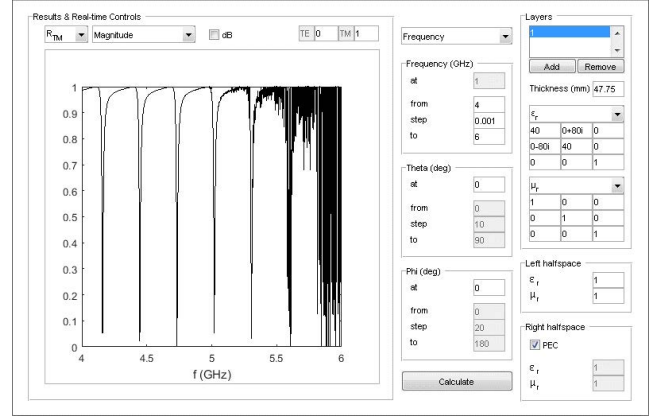 Results & Real-time Controls
R TM Magnitude dB TE 0 TM 1
1
0.9
0.8
0.7
0.6
0.5
0.4
0.3
0.2
0.1
0
4 4.5 5 5.5 6
f (GHz)
Frequency
Frequency (GHz)
at 1
from 4
step 0.001
to 6
Theta (deg)
at 0
from 0
step 10
to 90
Phi (deg)
at 0
from 0
step 20
to 180
Calculate
Layers
1
Add Remove
Thickness (mm) 47.75
εr
40 0+80i 0
0-80i 40 0
0 0 1
μr
1 0 0
0 1 0
0 0 1
Left halfspace
εr 1
μr 1
Right halfspace
PEC
εr 1
μr 1